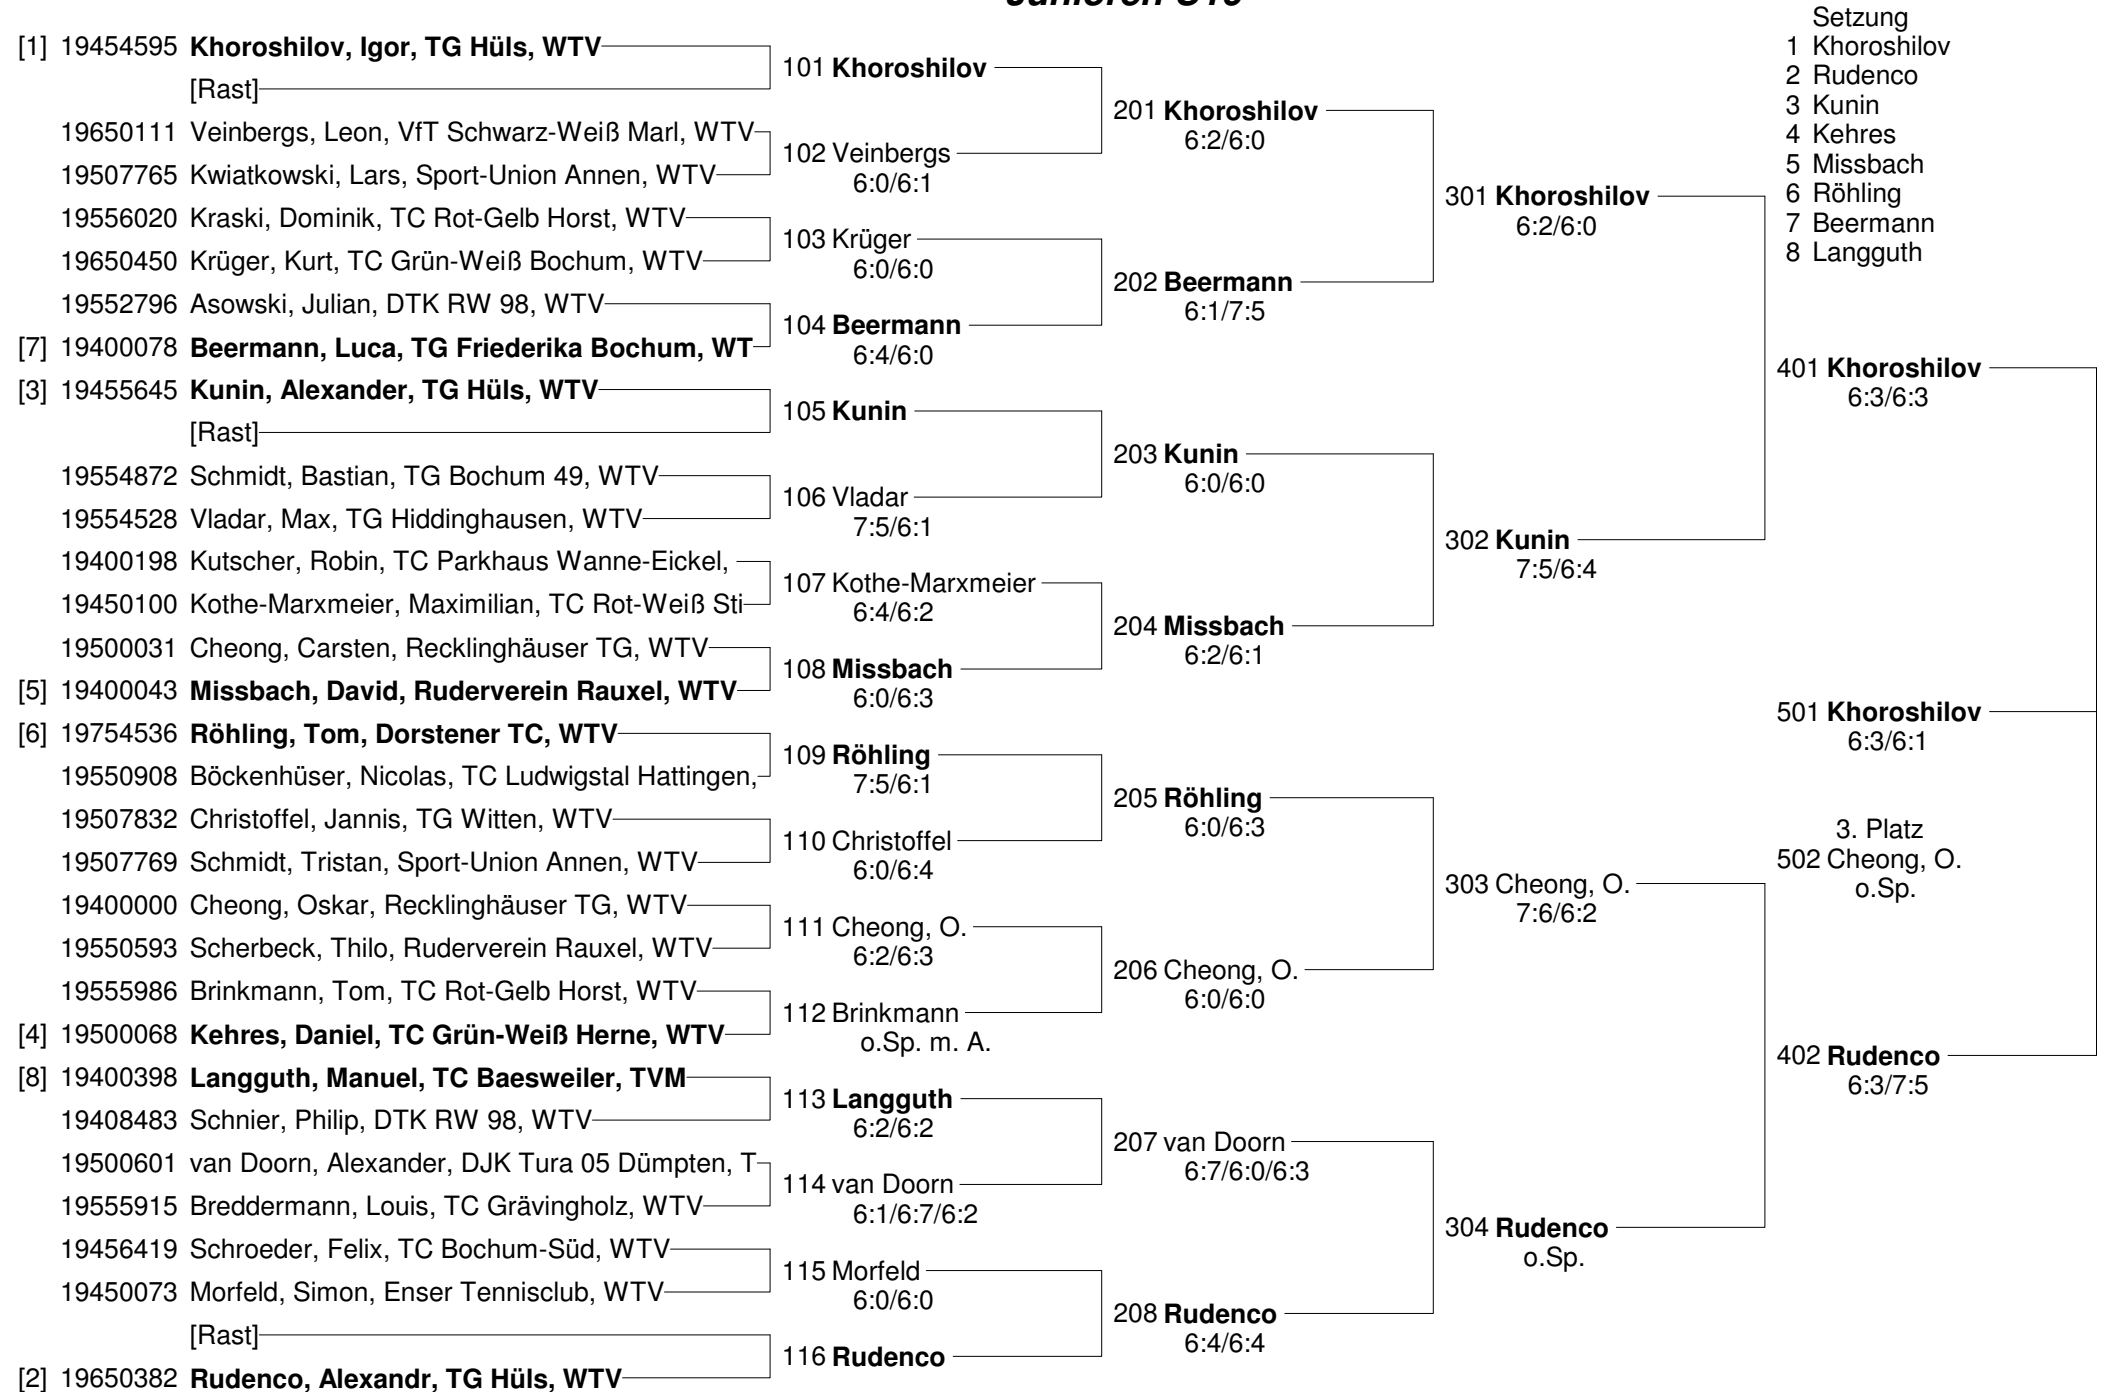 Setzung
1 Khoroshilov
2 Rudenco
3 Kunin
4 Kehres
5 Missbach
6 Röhling
7 Beermann
8 Langguth
[1] 19454595 Khoroshilov, Igor, TG Hüls, WTV
[Rast]
19650111 Veinbergs, Leon, VfT Schwarz-Weiß Marl, WTV
19507765 Kwiatkowski, Lars, Sport-Union Annen, WTV
19556020 Kraski, Dominik, TC Rot-Gelb Horst, WTV
19650450 Krüger, Kurt, TC Grün-Weiß Bochum, WTV
19552796 Asowski, Julian, DTK RW 98, WTV
[7] 19400078 Beermann, Luca, TG Friederika Bochum, WT
[3] 19455645 Kunin, Alexander, TG Hüls, WTV
[Rast]
19554872 Schmidt, Bastian, TG Bochum 49, WTV
19554528 Vladar, Max, TG Hiddinghausen, WTV
19400198 Kutscher, Robin, TC Parkhaus Wanne-Eickel,
19450100 Kothe-Marxmeier, Maximilian, TC Rot-Weiß Sti
19500031 Cheong, Carsten, Recklinghäuser TG, WTV
[5] 19400043 Missbach, David, Ruderverein Rauxel, WTV
[6] 19754536 Röhling, Tom, Dorstener TC, WTV
19550908 Böckenhüser, Nicolas, TC Ludwigstal Hattingen,
19507832 Christoffel, Jannis, TG Witten, WTV
19507769 Schmidt, Tristan, Sport-Union Annen, WTV
19400000 Cheong, Oskar, Recklinghäuser TG, WTV
19550593 Scherbeck, Thilo, Ruderverein Rauxel, WTV
19555986 Brinkmann, Tom, TC Rot-Gelb Horst, WTV
[4] 19500068 Kehres, Daniel, TC Grün-Weiß Herne, WTV
[8] 19400398 Langguth, Manuel, TC Baesweiler, TVM
19408483 Schnier, Philip, DTK RW 98, WTV
19500601 van Doorn, Alexander, DJK Tura 05 Dümpten, T
19555915 Breddermann, Louis, TC Grävingholz, WTV
19456419 Schroeder, Felix, TC Bochum-Süd, WTV
19450073 Morfeld, Simon, Enser Tennisclub, WTV
[Rast]
[2] 19650382 Rudenco, Alexandr, TG Hüls, WTV
101 Khoroshilov
102 Veinbergs
6:0/6:1
103 Krüger
6:0/6:0
104 Beermann
6:4/6:0
105 Kunin
106 Vladar
7:5/6:1
107 Kothe-Marxmeier
6:4/6:2
108 Missbach
6:0/6:3
109 Röhling
7:5/6:1
110 Christoffel
6:0/6:4
111 Cheong, O.
6:2/6:3
112 Brinkmann
o.Sp. m. A.
113 Langguth
6:2/6:2
114 van Doorn
6:1/6:7/6:2
115 Morfeld
6:0/6:0
116 Rudenco
201 Khoroshilov
6:2/6:0
202 Beermann
6:1/7:5
203 Kunin
6:0/6:0
204 Missbach
6:2/6:1
205 Röhling
6:0/6:3
206 Cheong, O.
6:0/6:0
207 van Doorn
6:7/6:0/6:3
208 Rudenco
6:4/6:4
301 Khoroshilov
6:2/6:0
302 Kunin
7:5/6:4
303 Cheong, O.
7:6/6:2
304 Rudenco
o.Sp.
401 Khoroshilov
6:3/6:3
501 Khoroshilov
6:3/6:1
3. Platz
502 Cheong, O.
o.Sp.
402 Rudenco
6:3/7:5